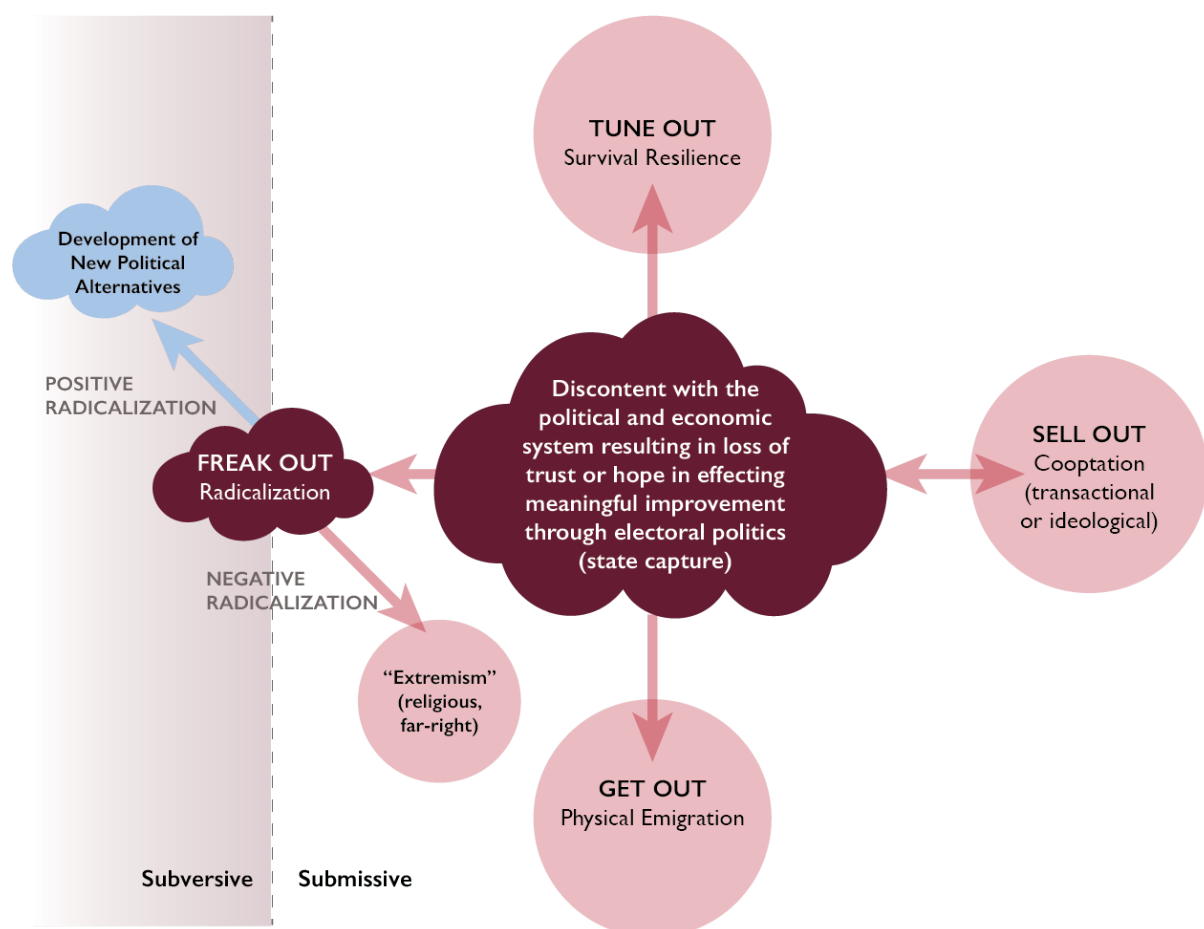 TUNE OUT
Survival Resilience
Development of
New Political
Alternatives
POSITIVE
RADICALIZATION
Discontent with the
political and economic
system resulting in loss of
trust or hope in effecting
meaningful improvement
through electoral politics
(state capture)
SELL OUT
Cooptation
(transactional
or ideological)
FREAK OUT
Radicalization
NEGATIVE
RADICALIZATION
“Extremism”
(religious,
far-right)
GET OUT
Physical Emigration
Subversive
Submissive